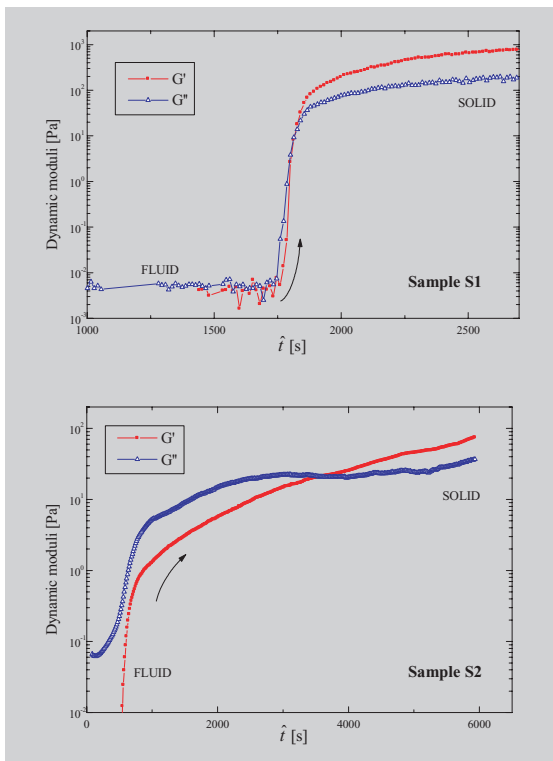 10³
10²
10¹
10⁰
10⁻¹
10⁻²
10⁻³
Dynamic moduli [Pa]
G'
G''
SOLID
FLUID
Sample S1
1000 1500 2000 2500
t̂ [s]
10²
10¹
10⁰
10⁻¹
10⁻²
Dynamic moduli [Pa]
G'
G''
SOLID
FLUID
Sample S2
0 2000 4000 6000
t̂ [s]